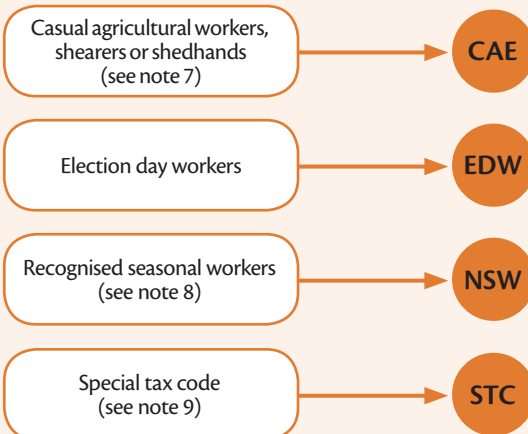 Casual agricultural workers,
shearers or shedhands
(see note 7)
CAE
Election day workers
EDW
Recognised seasonal workers
(see note 8)
NSW
Special tax code
(see note 9)
STC